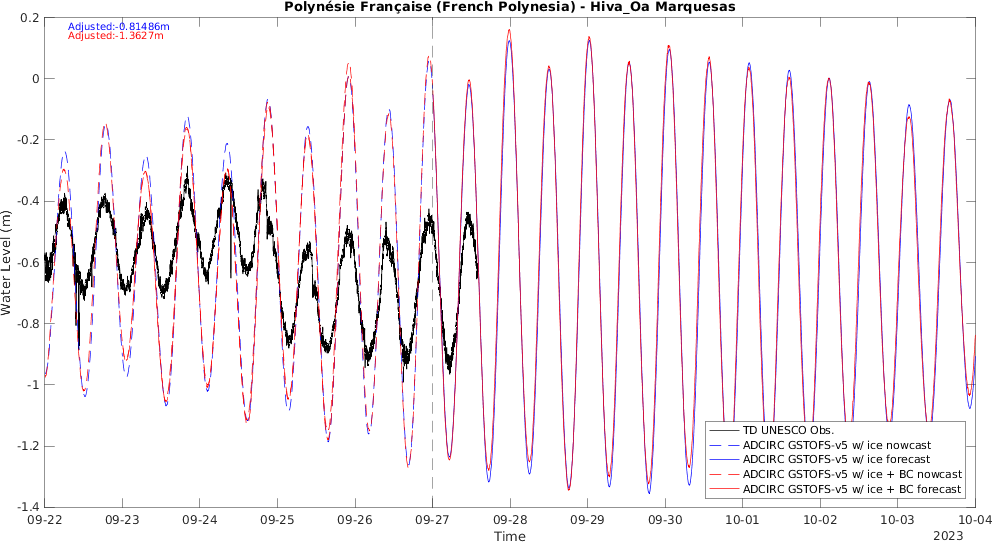 Polynésie Française (French Polynesia) - Hiva_Oa Marquesas
Adjusted:-0.81486m
Adjusted:-1.3627m
Water Level (m)
0.2
0
-0.2
-0.4
-0.6
-0.8
-1
-1.2
-1.4
TD UNESCO Obs.
ADCIRC GSTOFS-v5 w/ ice nowcast
ADCIRC GSTOFS-v5 w/ ice forecast
ADCIRC GSTOFS-v5 w/ ice + BC nowcast
ADCIRC GSTOFS-v5 w/ ice + BC forecast
09-22 09-23 09-24 09-25 09-26 09-27 09-28 09-29 09-30 10-01 10-02 10-03 10-04
Time
2023